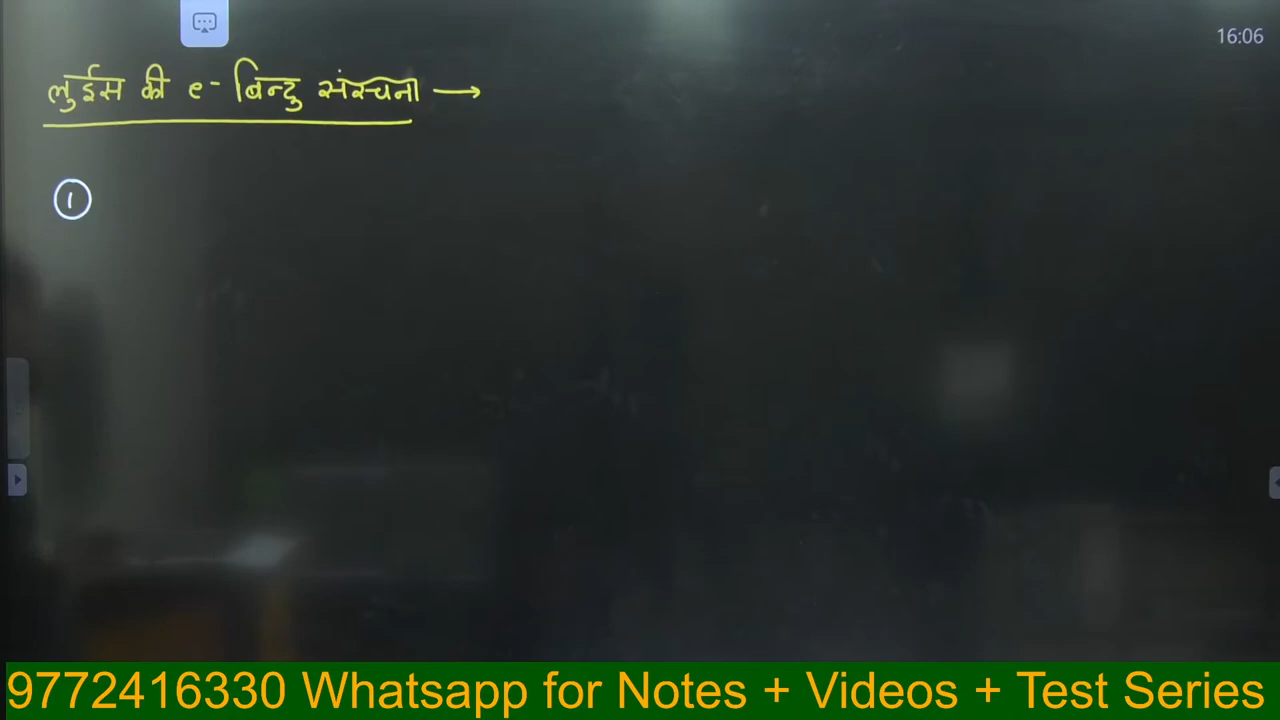 16:06
लुईस की e- बिन्दु संरचना →
①
9772416330 Whatsapp for Notes + Videos + Test Series